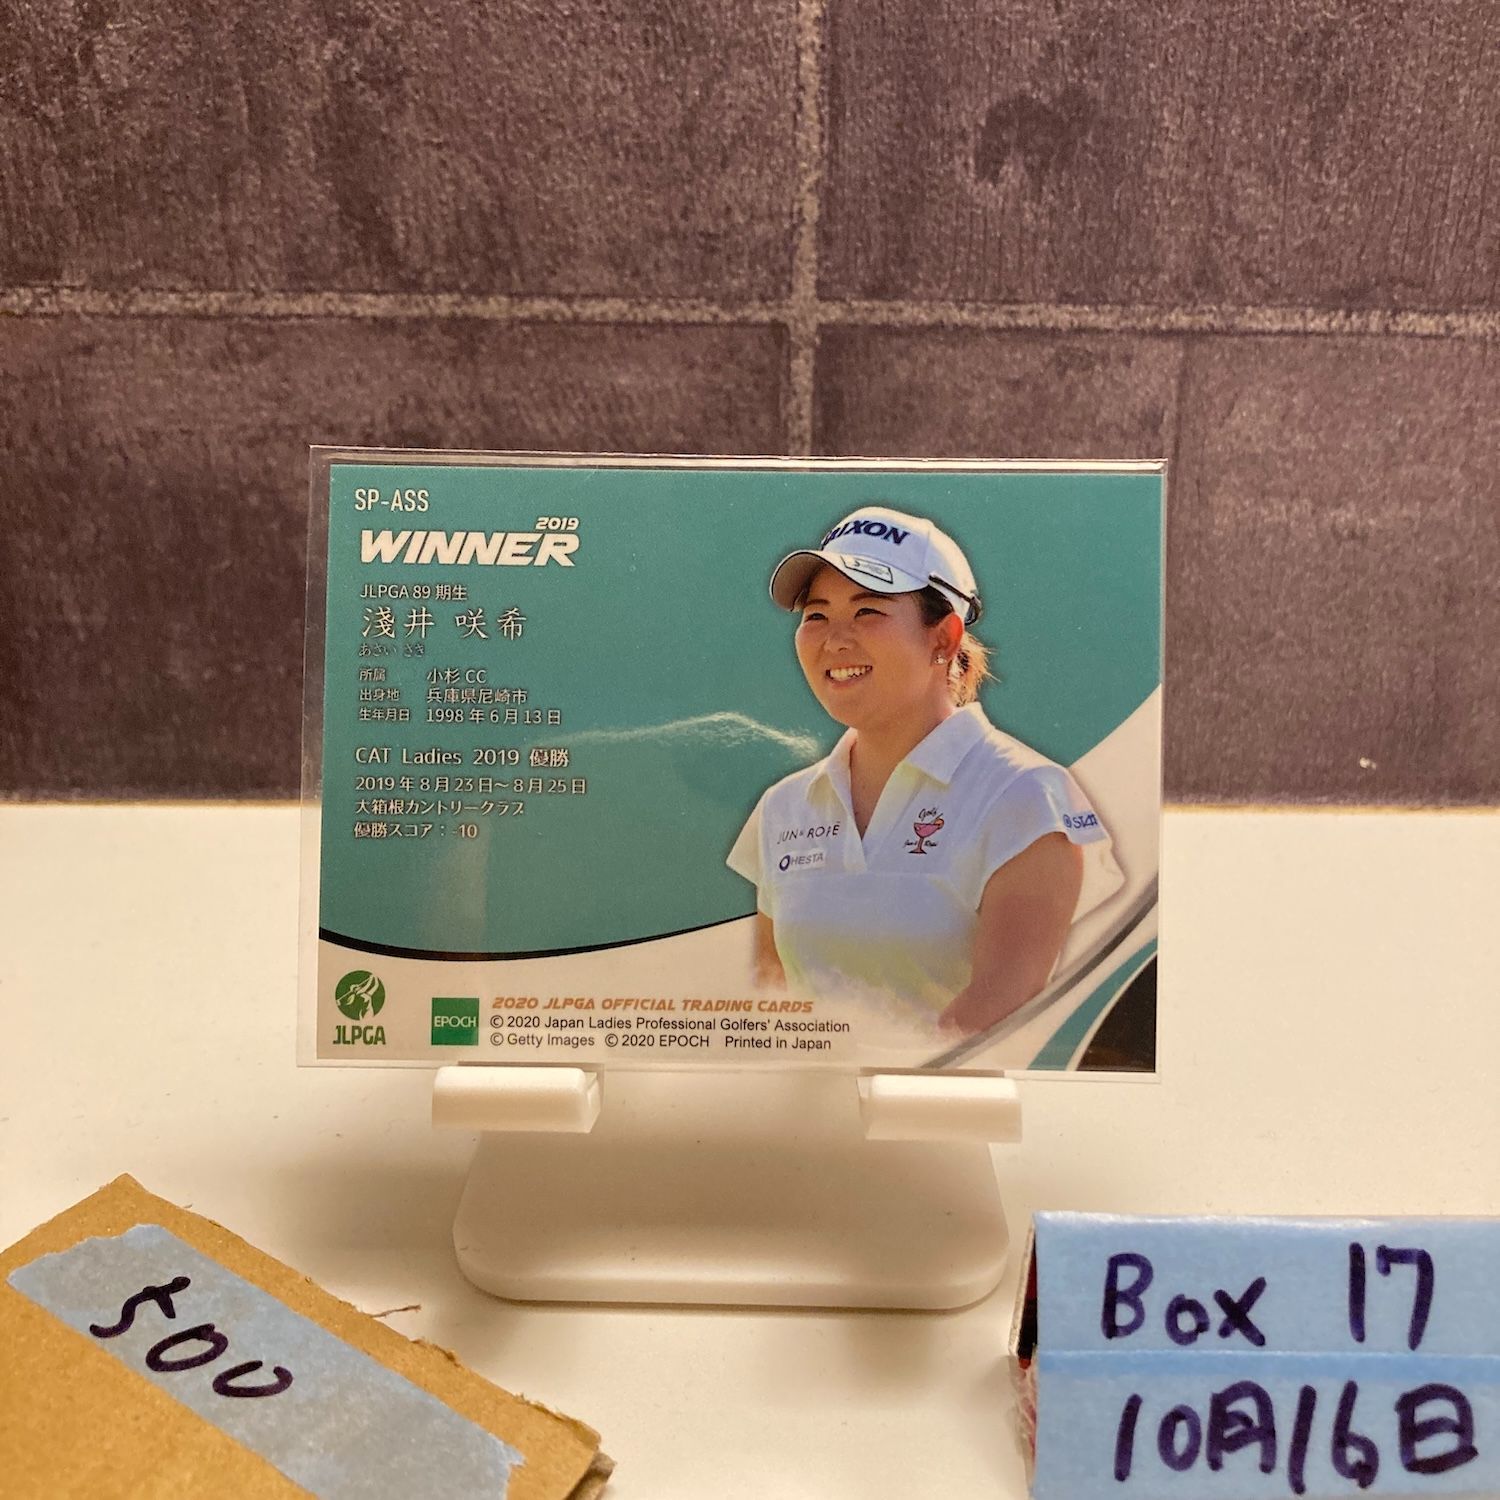 SP-ASS
2019
WINNER
JLPGA 89 期生
淺井 咲希
あさい さき
所属 小杉 CC
出身地 兵庫県尼崎市
生年月日 1998 年 6 月 13 日
CAT Ladies 2019 優勝
2019 年 8 月 23 日〜 8 月 25 日
大箱根カントリークラブ
優勝スコア：-10
JUN & ROPÉ
HESTA
Golf
JLPGA
EPOCH
2020 JLPGA OFFICIAL TRADING CARDS
© 2020 Japan Ladies Professional Golfers' Association
© Getty Images © 2020 EPOCH Printed in Japan
500
Box 17
10月16日